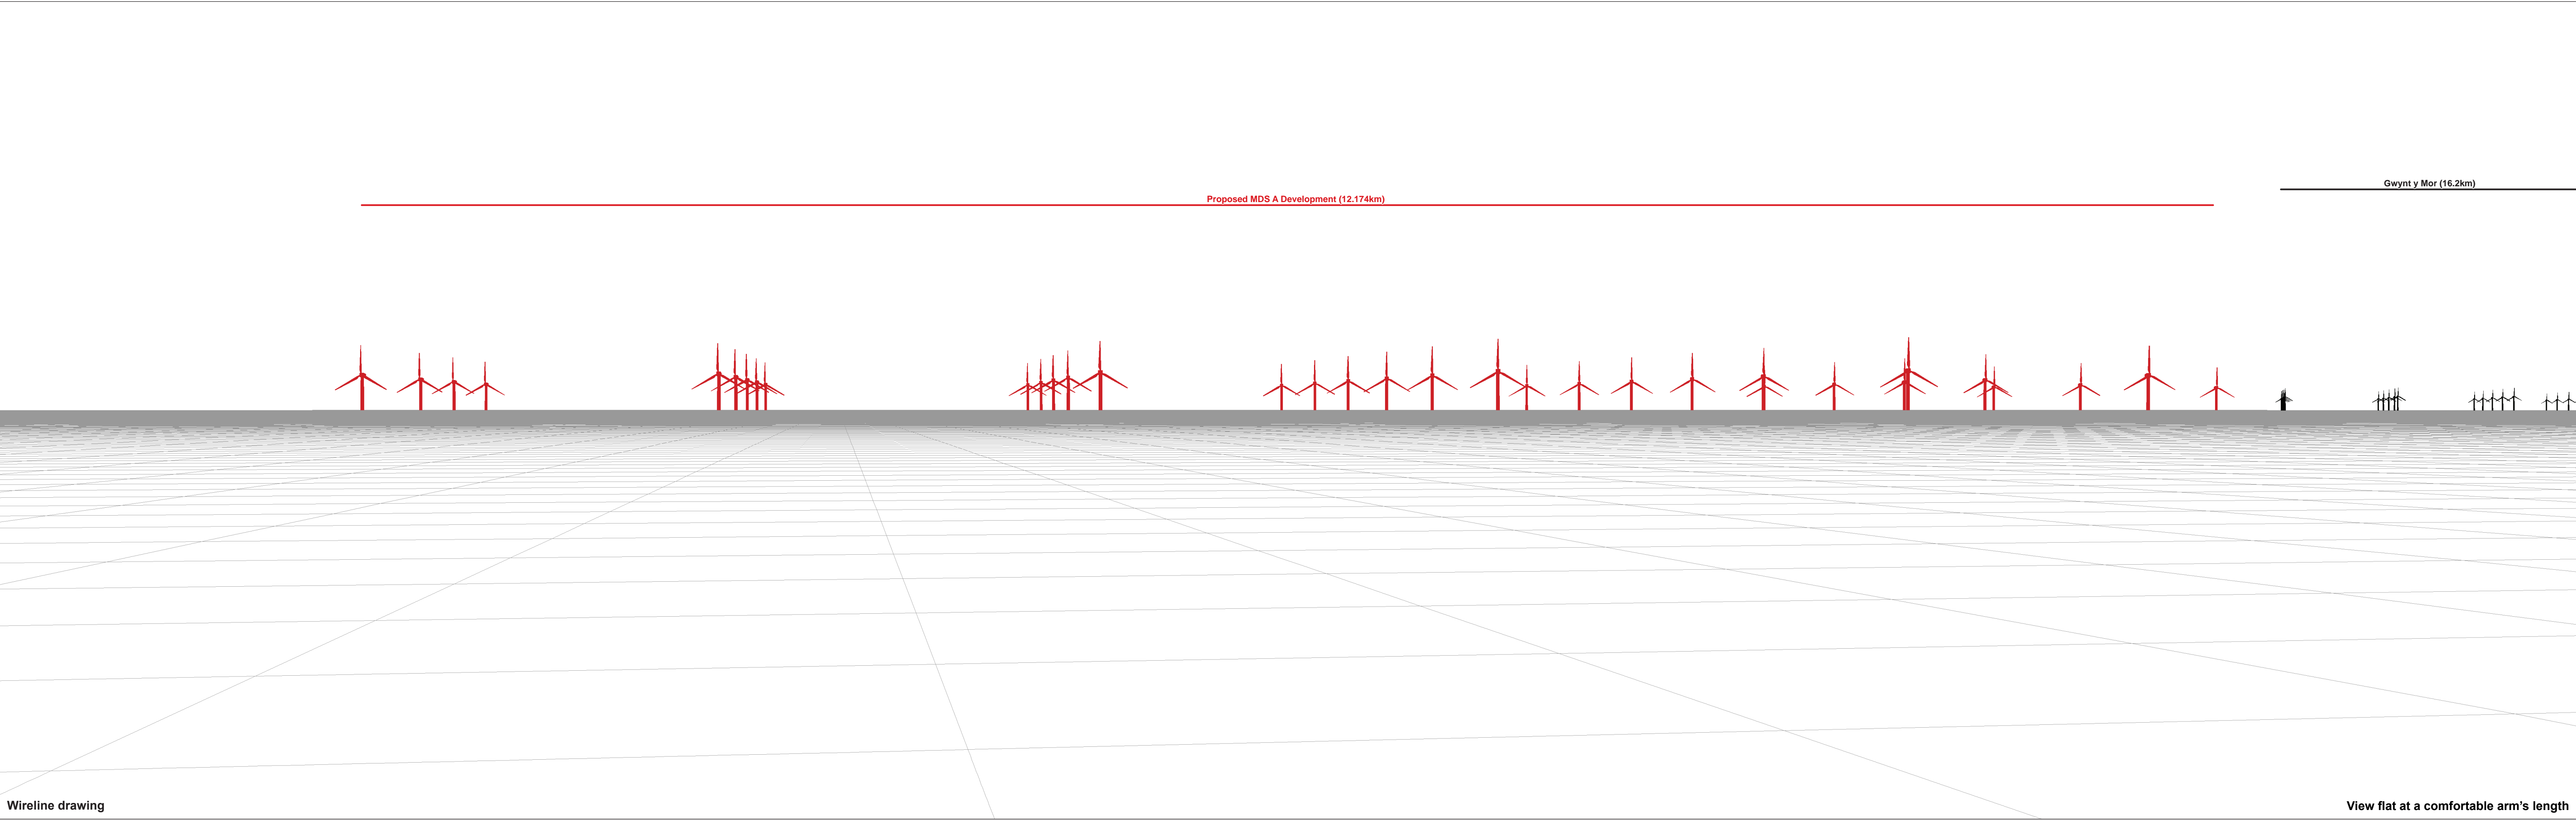 Gwynt y Mor (16.2km)
Proposed MDS A Development (12.174km)
Wireline drawing
View flat at a comfortable arm's length